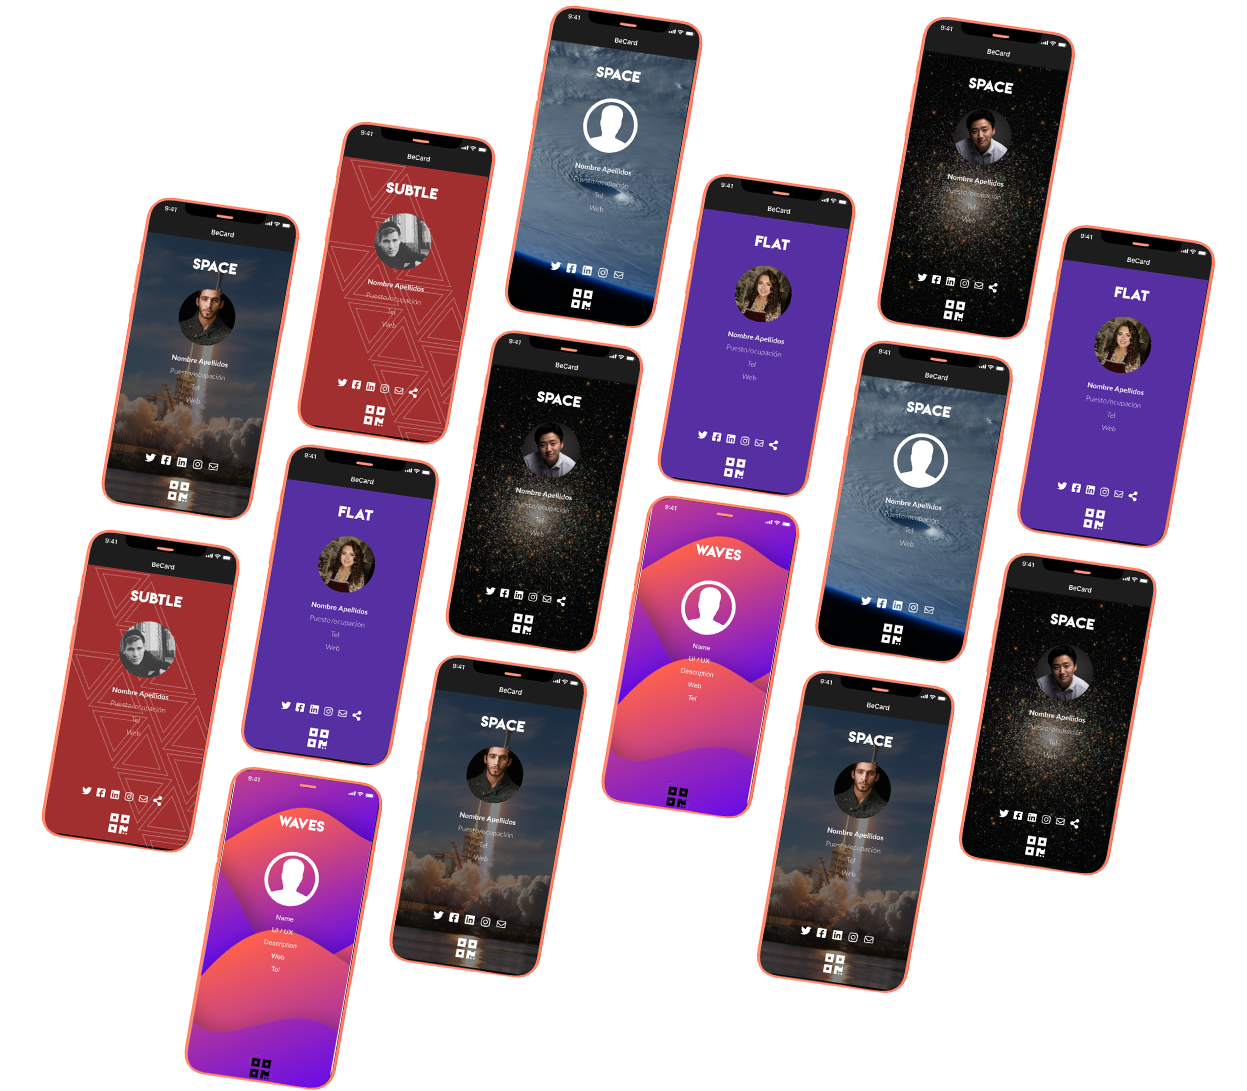 9:41
BeCard
SPACE
Nombre Apellidos
Puesto/ocupación
Tel
Web
9:41
BeCard
SPACE
Nombre Apellidos
Puesto/ocupación
Tel
Web
9:41
BeCard
SUBTLE
Nombre Apellidos
Puesto/ocupación
Tel
Web
9:41
BeCard
FLAT
Nombre Apellidos
Puesto/ocupación
Tel
Web
9:41
BeCard
SPACE
Nombre Apellidos
Puesto/ocupación
Tel
Web
9:41
BeCard
FLAT
Nombre Apellidos
Puesto/ocupación
Tel
Web
9:41
BeCard
SPACE
Nombre Apellidos
Puesto/ocupación
Tel
Web
9:41
BeCard
SPACE
Nombre Apellidos
Puesto/ocupación
Tel
Web
9:41
BeCard
FLAT
Nombre Apellidos
Puesto/ocupación
Tel
Web
9:41
WAVES
Name
UI / UX
Description
Web
Tel
9:41
BeCard
SUBTLE
Nombre Apellidos
Puesto/ocupación
Tel
Web
9:41
BeCard
SPACE
Nombre Apellidos
Puesto/ocupación
Tel
Web
9:41
BeCard
SPACE
Nombre Apellidos
Puesto/ocupación
Tel
Web
9:41
BeCard
SPACE
Nombre Apellidos
Puesto/ocupación
Tel
Web
9:41
WAVES
Name
UI / UX
Description
Web
Tel